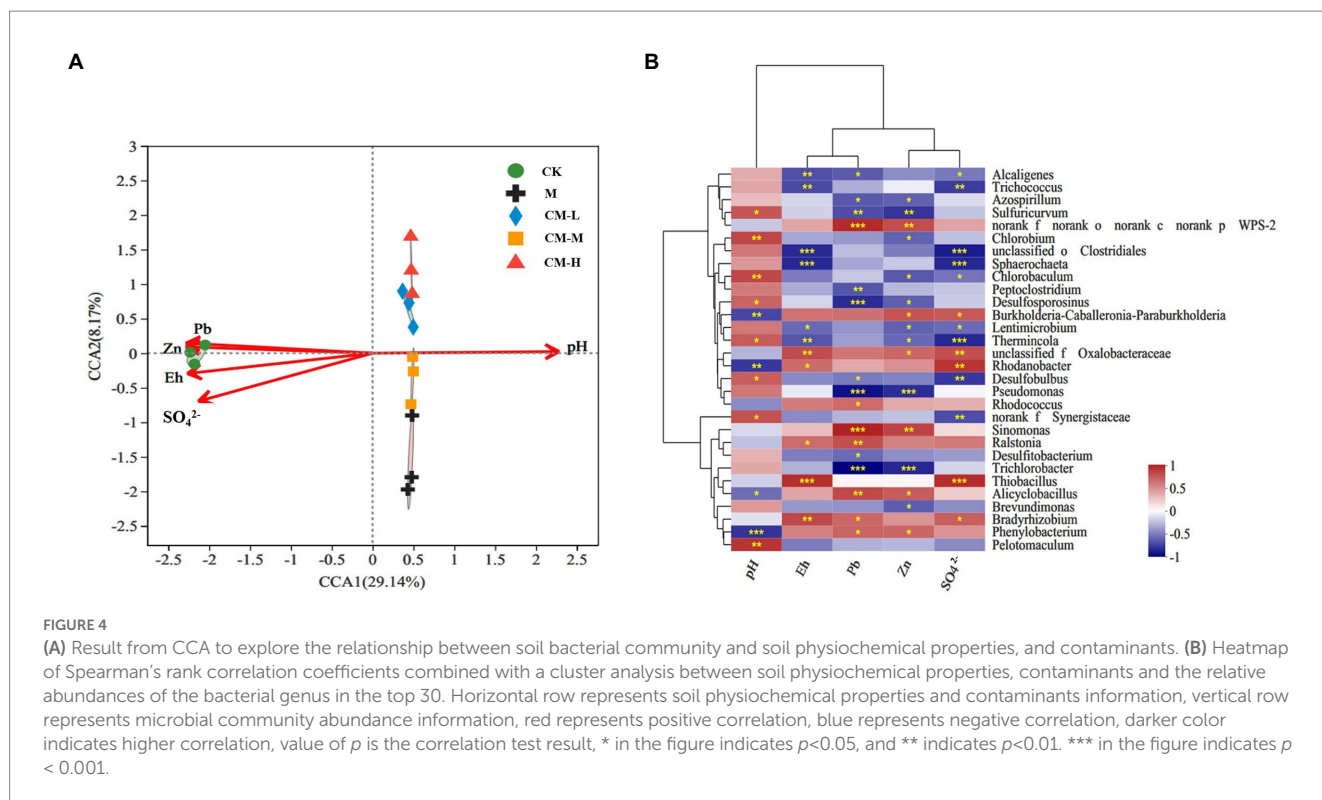 A
B
3
2.5
2
1.5
1
0.5
0
-0.5
-1
-1.5
-2
-2.5
CCA2(8.17%)
-2.5 -2 -1.5 -1 -0.5 0 0.5 1 1.5 2 2.5
CCA1(29.14%)
CK
M
CM-L
CM-M
CM-H
Pb
Zn
Eh
SO₄²⁻
pH
** * * Alcaligenes
** ** Trichococcus
* * Azospirillum
* ** ** Sulfuricurvum
*** ** norank f norank o norank c norank p WPS-2
** * Chlorobium
*** *** unclassified o Clostridiales
*** *** Sphaerochaeta
** * * Chlorobaculum
** Peptoclostridium
* *** * Desulfosporosinus
** * * Burkholderia-Caballeronia-Paraburkholderia
* * * Lentimicrobium
* ** * *** Thermincola
** * ** unclassified f Oxalobacteraceae
** * ** Rhodanobacter
* * ** Desulfobulbus
*** *** Pseudomonas
* Rhodococcus
* ** norank f Synergistaceae
*** ** Sinomonas
* ** Ralstonia
* Desulfitobacterium
*** *** Trichlorobacter
*** *** Thiobacillus
* ** * Alicyclobacillus
* Brevundimonas
** * * Bradyrhizobium
*** * * Phenylobacterium
** Pelotomaculum
pH Eh Pb Zn SO4²⁻
1
0.5
0
-0.5
-1
FIGURE 4
(A) Result from CCA to explore the relationship between soil bacterial community and soil physiochemical properties, and contaminants. (B) Heatmap
of Spearman's rank correlation coefficients combined with a cluster analysis between soil physiochemical properties, contaminants and the relative
abundances of the bacterial genus in the top 30. Horizontal row represents soil physiochemical properties and contaminants information, vertical row
represents microbial community abundance information, red represents positive correlation, blue represents negative correlation, darker color
indicates higher correlation, value of p is the correlation test result, * in the figure indicates p<0.05, and ** indicates p<0.01. *** in the figure indicates p
< 0.001.